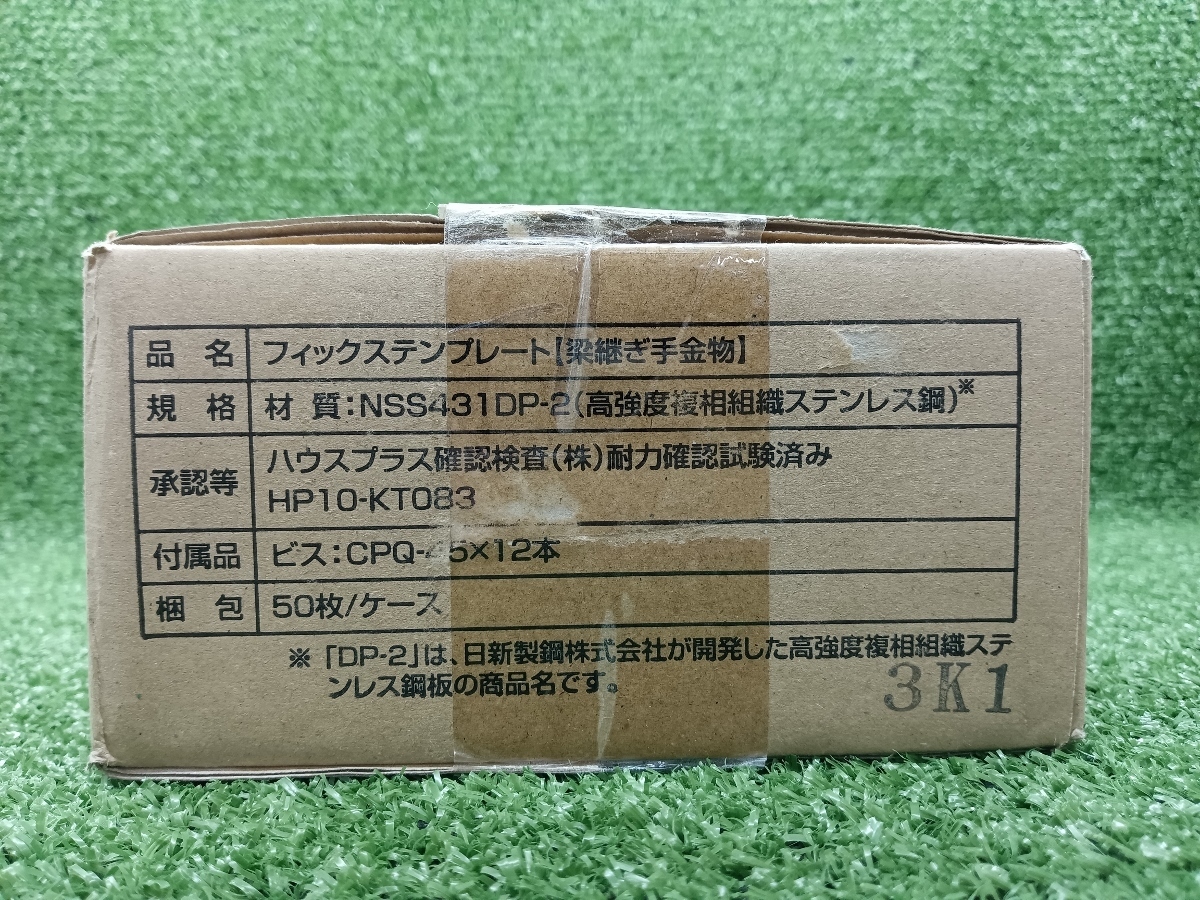 品名 フィックステンプレート【梁継ぎ手金物】
規格 材質:NSS431DP-2(高強度複相組織ステンレス鋼)※
承認等 ハウスプラス確認検査(株)耐力確認試験済み
HP10-KT083
付属品 ビス:CPQ-45×12本
梱包 50枚/ケース
※「DP-2」は、日新製鋼株式会社が開発した高強度複相組織ステ
ンレス鋼板の商品名です。
3K1